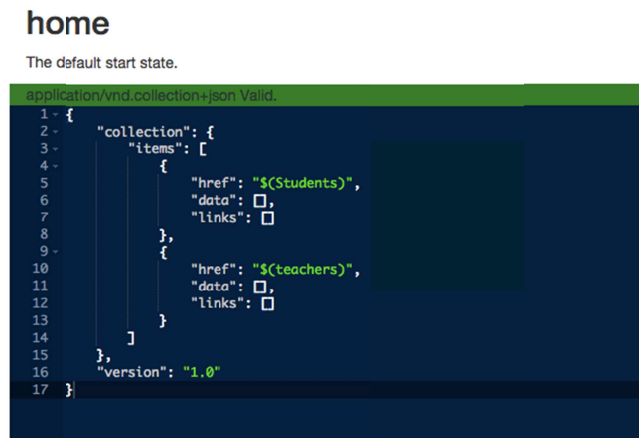 home
The default start state.
application/vnd.collection+json Valid.
1 {
2 "collection": {
3 "items": [
4 {
5 "href": "$(Students)",
6 "data": [],
7 "links": []
8 },
9 {
10 "href": "$(teachers)",
11 "data": [],
12 "links": []
13 }
14 ]
15 },
16 "version": "1.0"
17 }